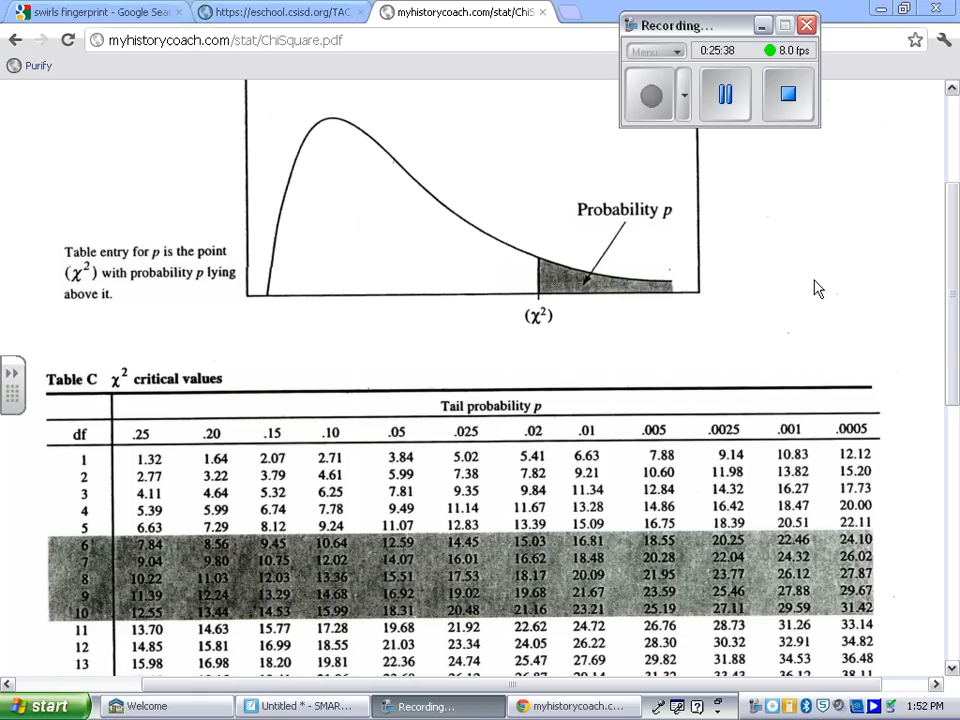 swirls fingerprint - Google Sea
https://eschool.csisd.org/TAC_
myhistorycoach.com/stat/ChiS
myhistorycoach.com/stat/ChiSquare.pdf
Purify
Recording...
Menu
0:25:38
8.0 fps
Probability p
Table entry for p is the point
(χ²) with probability p lying
above it.
(χ²)
Table C χ² critical values
Tail probability p
df .25 .20 .15 .10 .05 .025 .02 .01 .005 .0025 .001 .0005
1 1.32 1.64 2.07 2.71 3.84 5.02 5.41 6.63 7.88 9.14 10.83 12.12
2 2.77 3.22 3.79 4.61 5.99 7.38 7.82 9.21 10.60 11.98 13.82 15.20
3 4.11 4.64 5.32 6.25 7.81 9.35 9.84 11.34 12.84 14.32 16.27 17.73
4 5.39 5.99 6.74 7.78 9.49 11.14 11.67 13.28 14.86 16.42 18.47 20.00
5 6.63 7.29 8.12 9.24 11.07 12.83 13.39 15.09 16.75 18.39 20.51 22.11
6 7.84 8.56 9.45 10.64 12.59 14.45 15.03 16.81 18.55 20.25 22.46 24.10
7 9.04 9.80 10.75 12.02 14.07 16.01 16.62 18.48 20.28 22.04 24.32 26.02
8 10.22 11.03 12.03 13.36 15.51 17.53 18.17 20.09 21.95 23.77 26.12 27.87
9 11.39 12.24 13.29 14.68 16.92 19.02 19.68 21.67 23.59 25.46 27.88 29.67
10 12.55 13.44 14.53 15.99 18.31 20.48 21.16 23.21 25.19 27.11 29.59 31.42
11 13.70 14.63 15.77 17.28 19.68 21.92 22.62 24.72 26.76 28.73 31.26 33.14
12 14.85 15.81 16.99 18.55 21.03 23.34 24.05 26.22 28.30 30.32 32.91 34.82
13 15.98 16.98 18.20 19.81 22.36 24.74 25.47 27.69 29.82 31.88 34.53 36.48
start
Welcome
Untitled * - SMAR...
Recording...
myhistorycoach.c...
1:52 PM